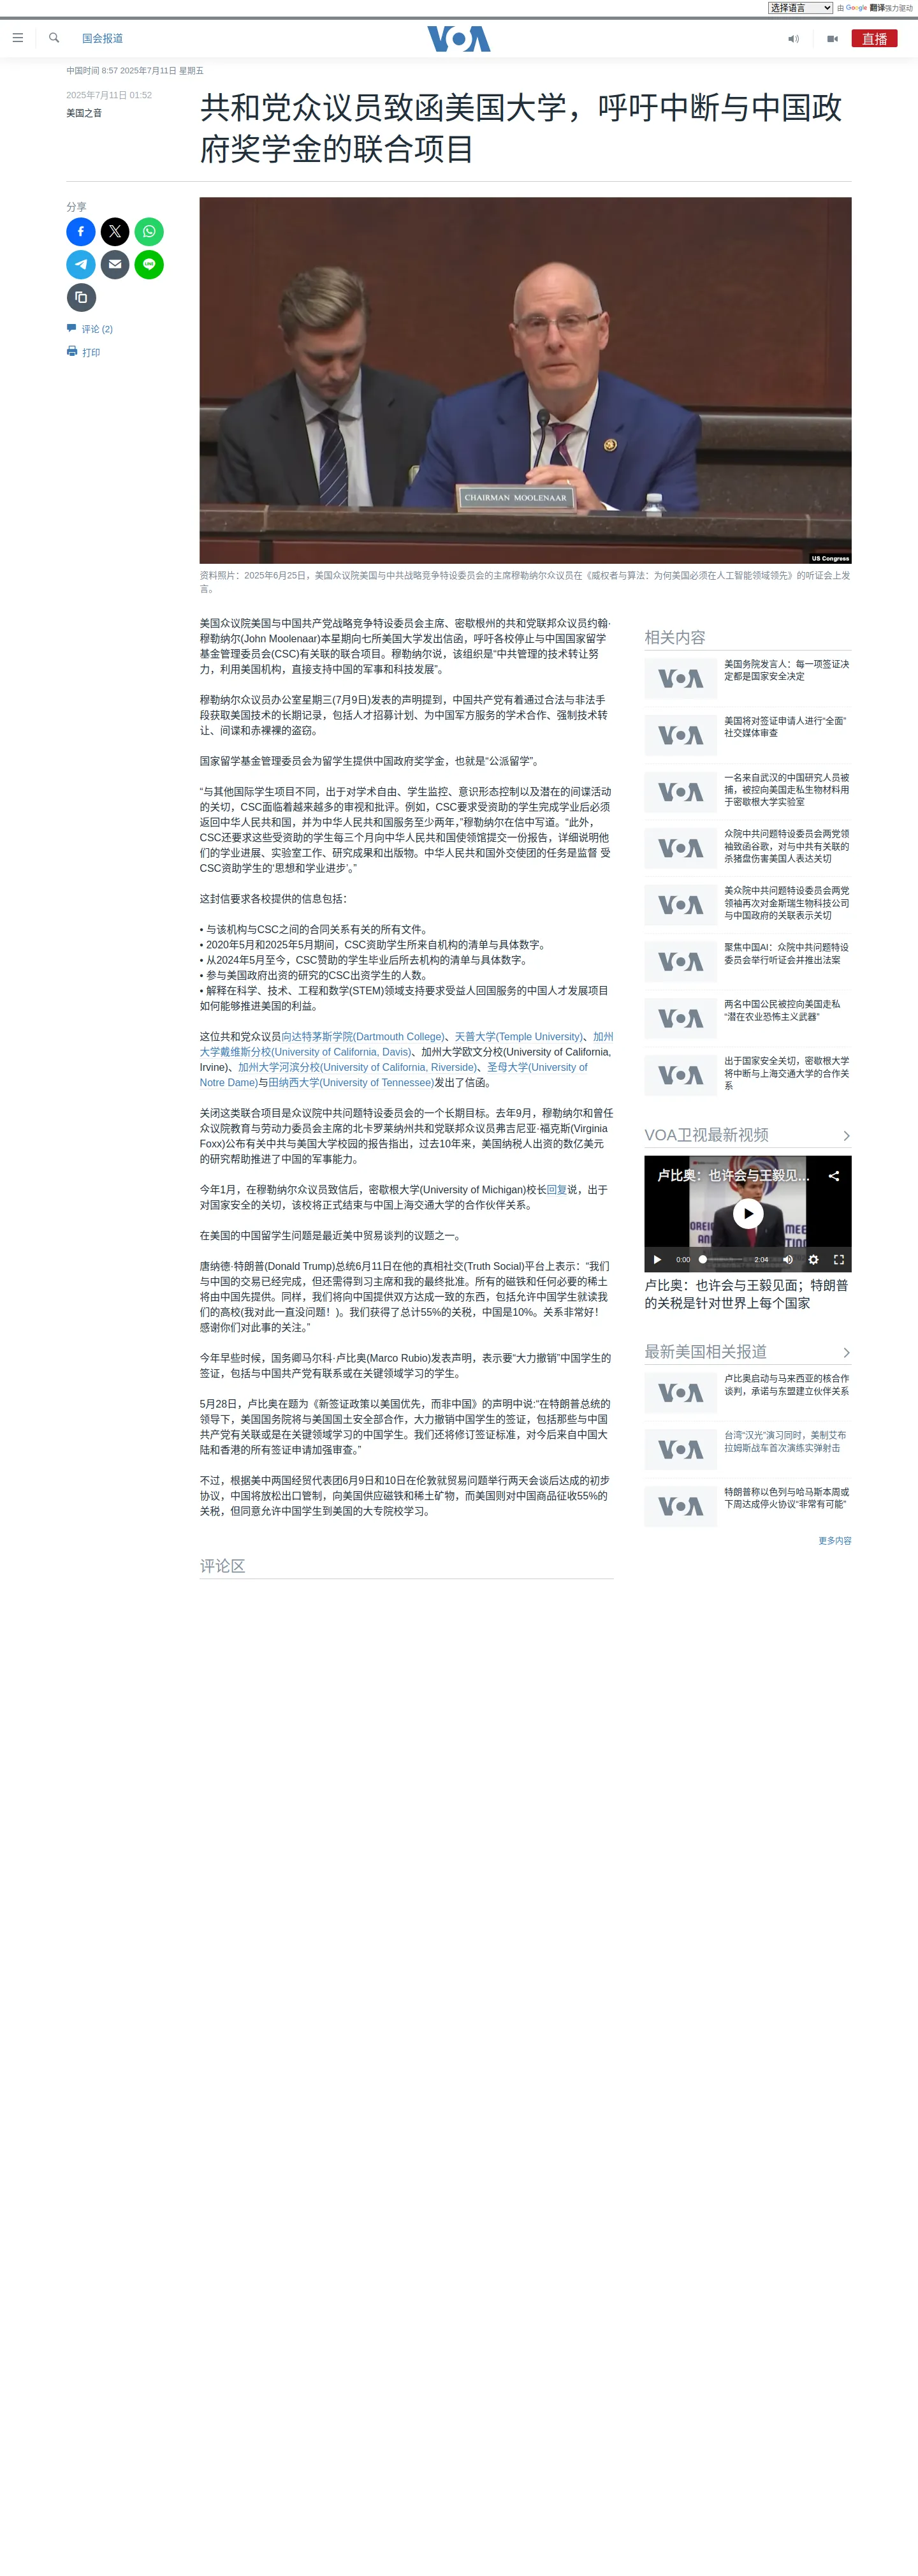 选择语言 由 Google 翻译强力驱动
国会报道
VOA
直播
中国时间 8:57 2025年7月11日 星期五
2025年7月11日 01:52
美国之音
共和党众议员致函美国大学，呼吁中断与中国政
府奖学金的联合项目
分享
评论 (2)
打印
CHAIRMAN MOOLENAAR
US Congress
资料照片：2025年6月25日，美国众议院美国与中共战略竞争特设委员会的主席穆勒纳尔众议员在《威权者与算法：为何美国必须在人工智能领域领先》的听证会上发
言。
美国众议院美国与中国共产党战略竞争特设委员会主席、密歇根州的共和党联邦众议员约翰·
穆勒纳尔(John Moolenaar)本星期向七所美国大学发出信函，呼吁各校停止与中国国家留学
基金管理委员会(CSC)有关联的联合项目。穆勒纳尔说，该组织是“中共管理的技术转让努
力，利用美国机构，直接支持中国的军事和科技发展”。
穆勒纳尔众议员办公室星期三(7月9日)发表的声明提到，中国共产党有着通过合法与非法手
段获取美国技术的长期记录，包括人才招募计划、为中国军方服务的学术合作、强制技术转
让、间谍和赤裸裸的盗窃。
国家留学基金管理委员会为留学生提供中国政府奖学金，也就是“公派留学”。
“与其他国际学生项目不同，出于对学术自由、学生监控、意识形态控制以及潜在的间谍活动
的关切，CSC面临着越来越多的审视和批评。例如，CSC要求受资助的学生完成学业后必须
返回中华人民共和国，并为中华人民共和国服务至少两年，”穆勒纳尔在信中写道。“此外，
CSC还要求这些受资助的学生每三个月向中华人民共和国使领馆提交一份报告，详细说明他
们的学业进展、实验室工作、研究成果和出版物。中华人民共和国外交使团的任务是监督 受
CSC资助学生的‘思想和学业进步’。”
这封信要求各校提供的信息包括：
• 与该机构与CSC之间的合同关系有关的所有文件。
• 2020年5月和2025年5月期间，CSC资助学生所来自机构的清单与具体数字。
• 从2024年5月至今，CSC赞助的学生毕业后所去机构的清单与具体数字。
• 参与美国政府出资的研究的CSC出资学生的人数。
• 解释在科学、技术、工程和数学(STEM)领域支持要求受益人回国服务的中国人才发展项目
如何能够推进美国的利益。
这位共和党众议员向达特茅斯学院(Dartmouth College)、天普大学(Temple University)、加州
大学戴维斯分校(University of California, Davis)、加州大学欧文分校(University of California,
Irvine)、加州大学河滨分校(University of California, Riverside)、圣母大学(University of
Notre Dame)与田纳西大学(University of Tennessee)发出了信函。
关闭这类联合项目是众议院中共问题特设委员会的一个长期目标。去年9月，穆勒纳尔和曾任
众议院教育与劳动力委员会主席的北卡罗莱纳州共和党联邦众议员弗吉尼亚·福克斯(Virginia
Foxx)公布有关中共与美国大学校园的报告指出，过去10年来，美国纳税人出资的数亿美元
的研究帮助推进了中国的军事能力。
今年1月，在穆勒纳尔众议员致信后，密歇根大学(University of Michigan)校长回复说，出于
对国家安全的关切，该校将正式结束与中国上海交通大学的合作伙伴关系。
在美国的中国留学生问题是最近美中贸易谈判的议题之一。
唐纳德·特朗普(Donald Trump)总统6月11日在他的真相社交(Truth Social)平台上表示：“我们
与中国的交易已经完成，但还需得到习主席和我的最终批准。所有的磁铁和任何必要的稀土
将由中国先提供。同样，我们将向中国提供双方达成一致的东西，包括允许中国学生就读我
们的高校(我对此一直没问题！)。我们获得了总计55%的关税，中国是10%。关系非常好！
感谢你们对此事的关注。”
今年早些时候，国务卿马尔科·卢比奥(Marco Rubio)发表声明，表示要“大力撤销”中国学生的
签证，包括与中国共产党有联系或在关键领域学习的学生。
5月28日，卢比奥在题为《新签证政策以美国优先，而非中国》的声明中说:“在特朗普总统的
领导下，美国国务院将与美国国土安全部合作，大力撤销中国学生的签证，包括那些与中国
共产党有关联或是在关键领域学习的中国学生。我们还将修订签证标准，对今后来自中国大
陆和香港的所有签证申请加强审查。”
不过，根据美中两国经贸代表团6月9日和10日在伦敦就贸易问题举行两天会谈后达成的初步
协议，中国将放松出口管制，向美国供应磁铁和稀土矿物，而美国则对中国商品征收55%的
关税，但同意允许中国学生到美国的大专院校学习。
评论区
相关内容
VOA
美国务院发言人：每一项签证决
定都是国家安全决定
VOA
美国将对签证申请人进行“全面”
社交媒体审查
VOA
一名来自武汉的中国研究人员被
捕，被控向美国走私生物材料用
于密歇根大学实验室
VOA
众院中共问题特设委员会两党领
袖致函谷歌，对与中共有关联的
杀猪盘伤害美国人表达关切
VOA
美众院中共问题特设委员会两党
领袖再次对金斯瑞生物科技公司
与中国政府的关联表示关切
VOA
聚焦中国AI：众院中共问题特设
委员会举行听证会并推出法案
VOA
两名中国公民被控向美国走私
“潜在农业恐怖主义武器”
VOA
出于国家安全关切，密歇根大学
将中断与上海交通大学的合作关
系
VOA卫视最新视频
卢比奥：也许会与王毅见...
0:00 2:04
卢比奥：也许会与王毅见面；特朗普
的关税是针对世界上每个国家
最新美国相关报道
VOA
卢比奥启动与马来西亚的核合作
谈判，承诺与东盟建立伙伴关系
VOA
台湾“汉光”演习同时，美制艾布
拉姆斯战车首次演练实弹射击
VOA
特朗普称以色列与哈马斯本周或
下周达成停火协议“非常有可能”
更多内容